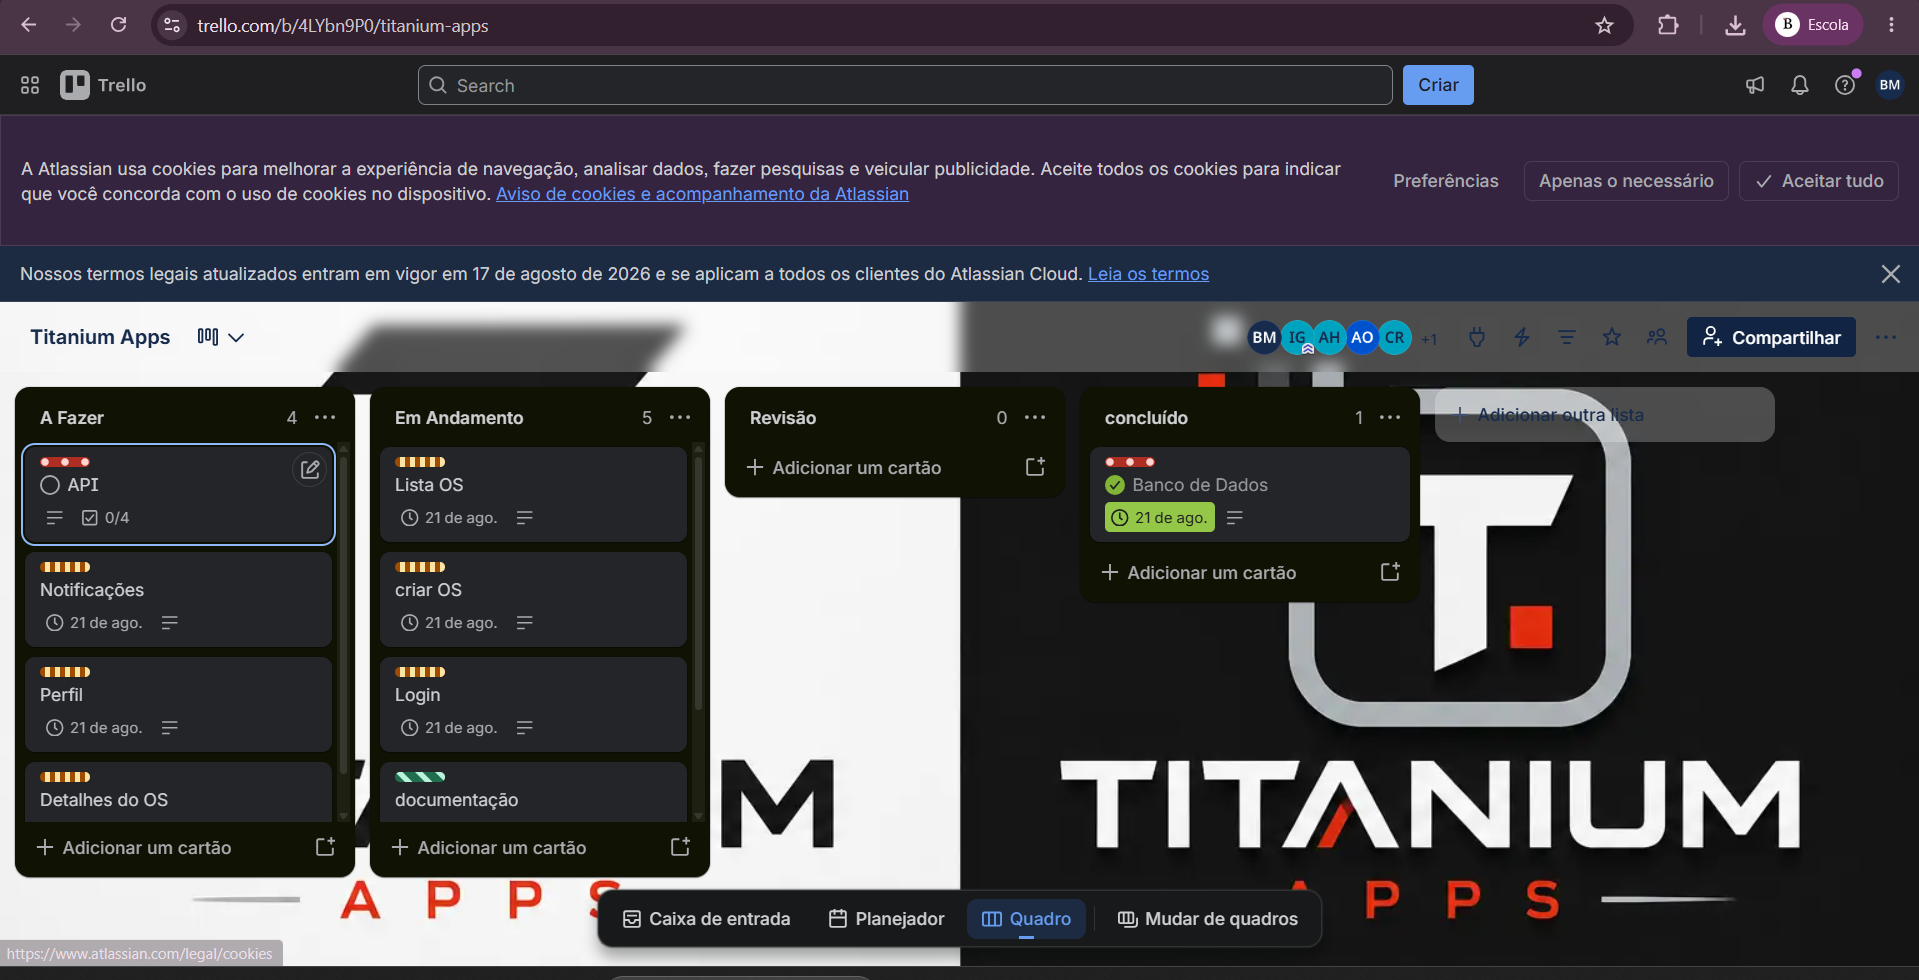 trello.com/b/4LYbn9P0/titanium-apps
B Escola
Trello
Search
Criar
BM
A Atlassian usa cookies para melhorar a experiência de navegação, analisar dados, fazer pesquisas e veicular publicidade. Aceite todos os cookies para indicar
que você concorda com o uso de cookies no dispositivo. Aviso de cookies e acompanhamento da Atlassian
Preferências
Apenas o necessário
Aceitar tudo
Nossos termos legais atualizados entram em vigor em 17 de agosto de 2026 e se aplicam a todos os clientes do Atlassian Cloud. Leia os termos
Titanium Apps
BM IG AH AO CR +1
Compartilhar
A Fazer 4
API
0/4
Notificações
21 de ago.
Perfil
21 de ago.
Detalhes do OS
Adicionar um cartão
Em Andamento 5
Lista OS
21 de ago.
criar OS
21 de ago.
Login
21 de ago.
documentação
Adicionar um cartão
Revisão 0
Adicionar um cartão
concluído 1
Banco de Dados
21 de ago.
Adicionar um cartão
Adicionar outra lista
T
M
TITANIUM
APPS
APPS
Caixa de entrada
Planejador
Quadro
Mudar de quadros
https://www.atlassian.com/legal/cookies